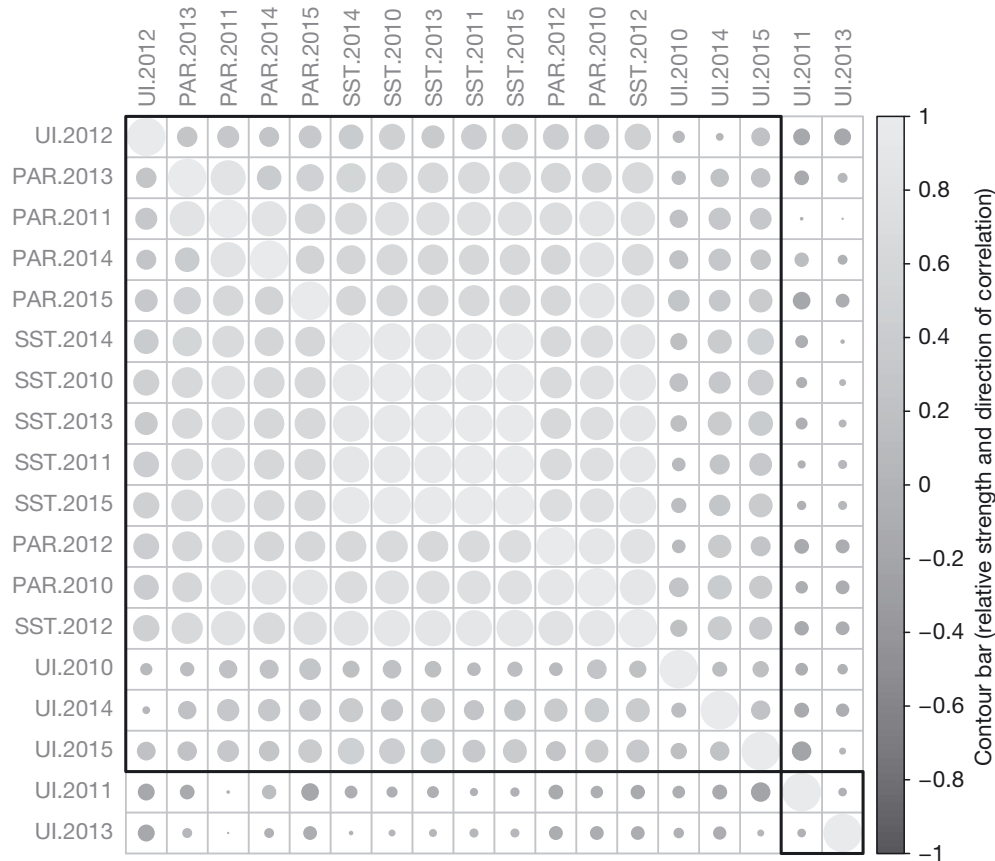 UI.2012
PAR.2013
PAR.2011
PAR.2014
PAR.2015
SST.2014
SST.2010
SST.2013
SST.2011
SST.2015
PAR.2012
PAR.2010
SST.2012
UI.2010
UI.2014
UI.2015
UI.2011
UI.2013
UI.2012
PAR.2013
PAR.2011
PAR.2014
PAR.2015
SST.2014
SST.2010
SST.2013
SST.2011
SST.2015
PAR.2012
PAR.2010
SST.2012
UI.2010
UI.2014
UI.2015
UI.2011
UI.2013
1
0.8
0.6
0.4
0.2
0
−0.2
−0.4
−0.6
−0.8
−1
Contour bar (relative strength and direction of correlation)